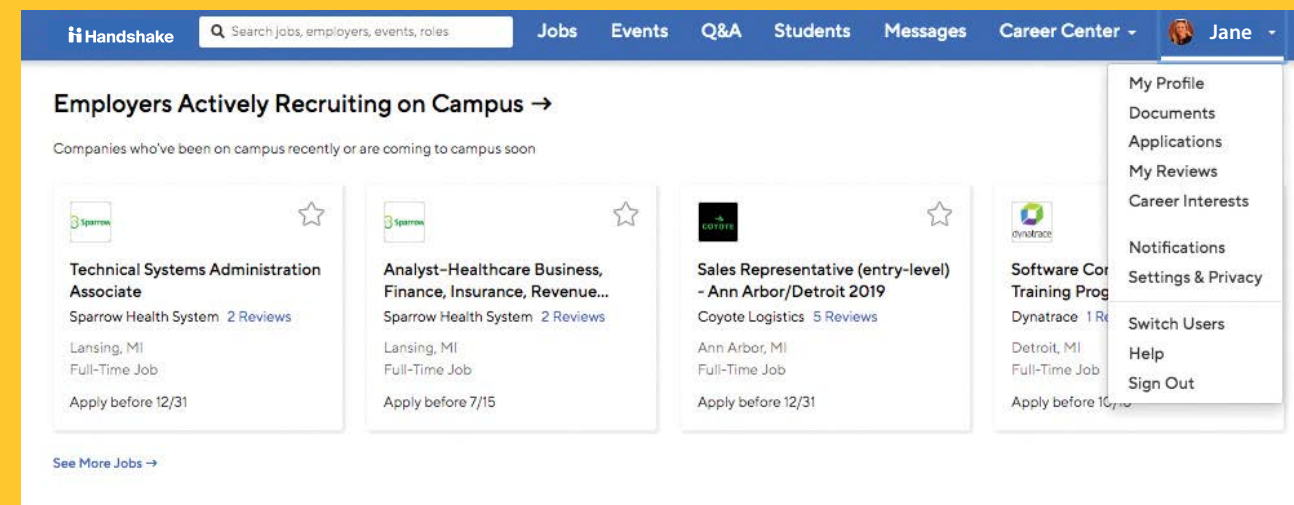 Handshake
Search jobs, employers, events, roles
Jobs
Events
Q&A
Students
Messages
Career Center
Jane
My Profile
Documents
Applications
My Reviews
Career Interests
Notifications
Settings & Privacy
Switch Users
Help
Sign Out
Employers Actively Recruiting on Campus →
Companies who've been on campus recently or are coming to campus soon
Sparrow
Technical Systems Administration
Associate
Sparrow Health System 2 Reviews
Lansing, MI
Full-Time Job
Apply before 12/31
Sparrow
Analyst-Healthcare Business,
Finance, Insurance, Revenue...
Sparrow Health System 2 Reviews
Lansing, MI
Full-Time Job
Apply before 7/15
COYOTE
Sales Representative (entry-level)
- Ann Arbor/Detroit 2019
Coyote Logistics 5 Reviews
Ann Arbor, MI
Full-Time Job
Apply before 12/31
dynatrace
Software
Training
Dynatrace 1
Detroit, MI
Full-Time Job
Apply before
See More Jobs →